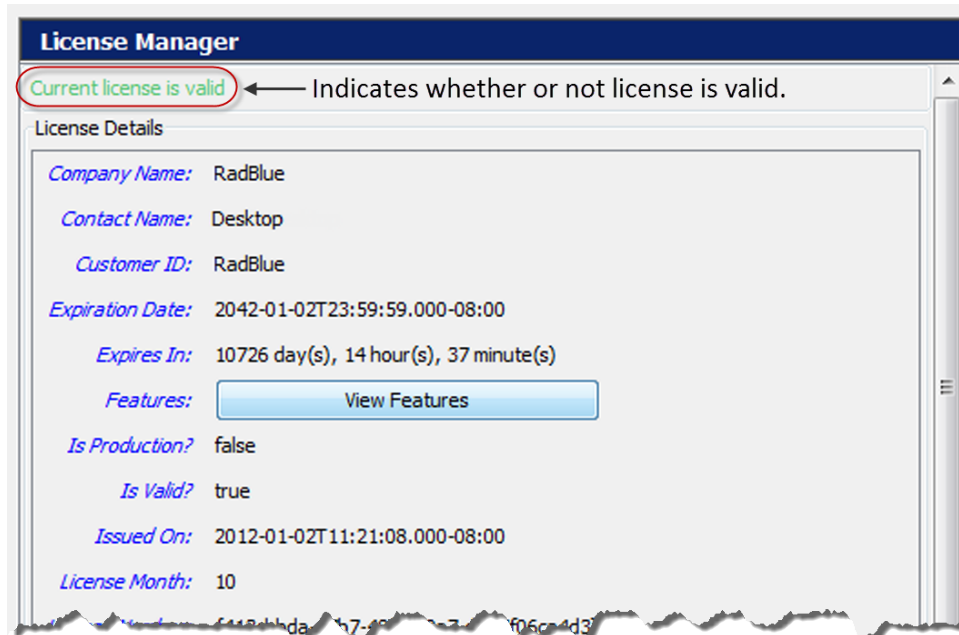 License Manager
Current license is valid
Indicates whether or not license is valid.
License Details
Company Name: RadBlue
Contact Name: Desktop
Customer ID: RadBlue
Expiration Date: 2042-01-02T23:59:59.000-08:00
Expires In: 10726 day(s), 14 hour(s), 37 minute(s)
Features: View Features
Is Production? false
Is Valid? true
Issued On: 2012-01-02T11:21:08.000-08:00
License Month: 10